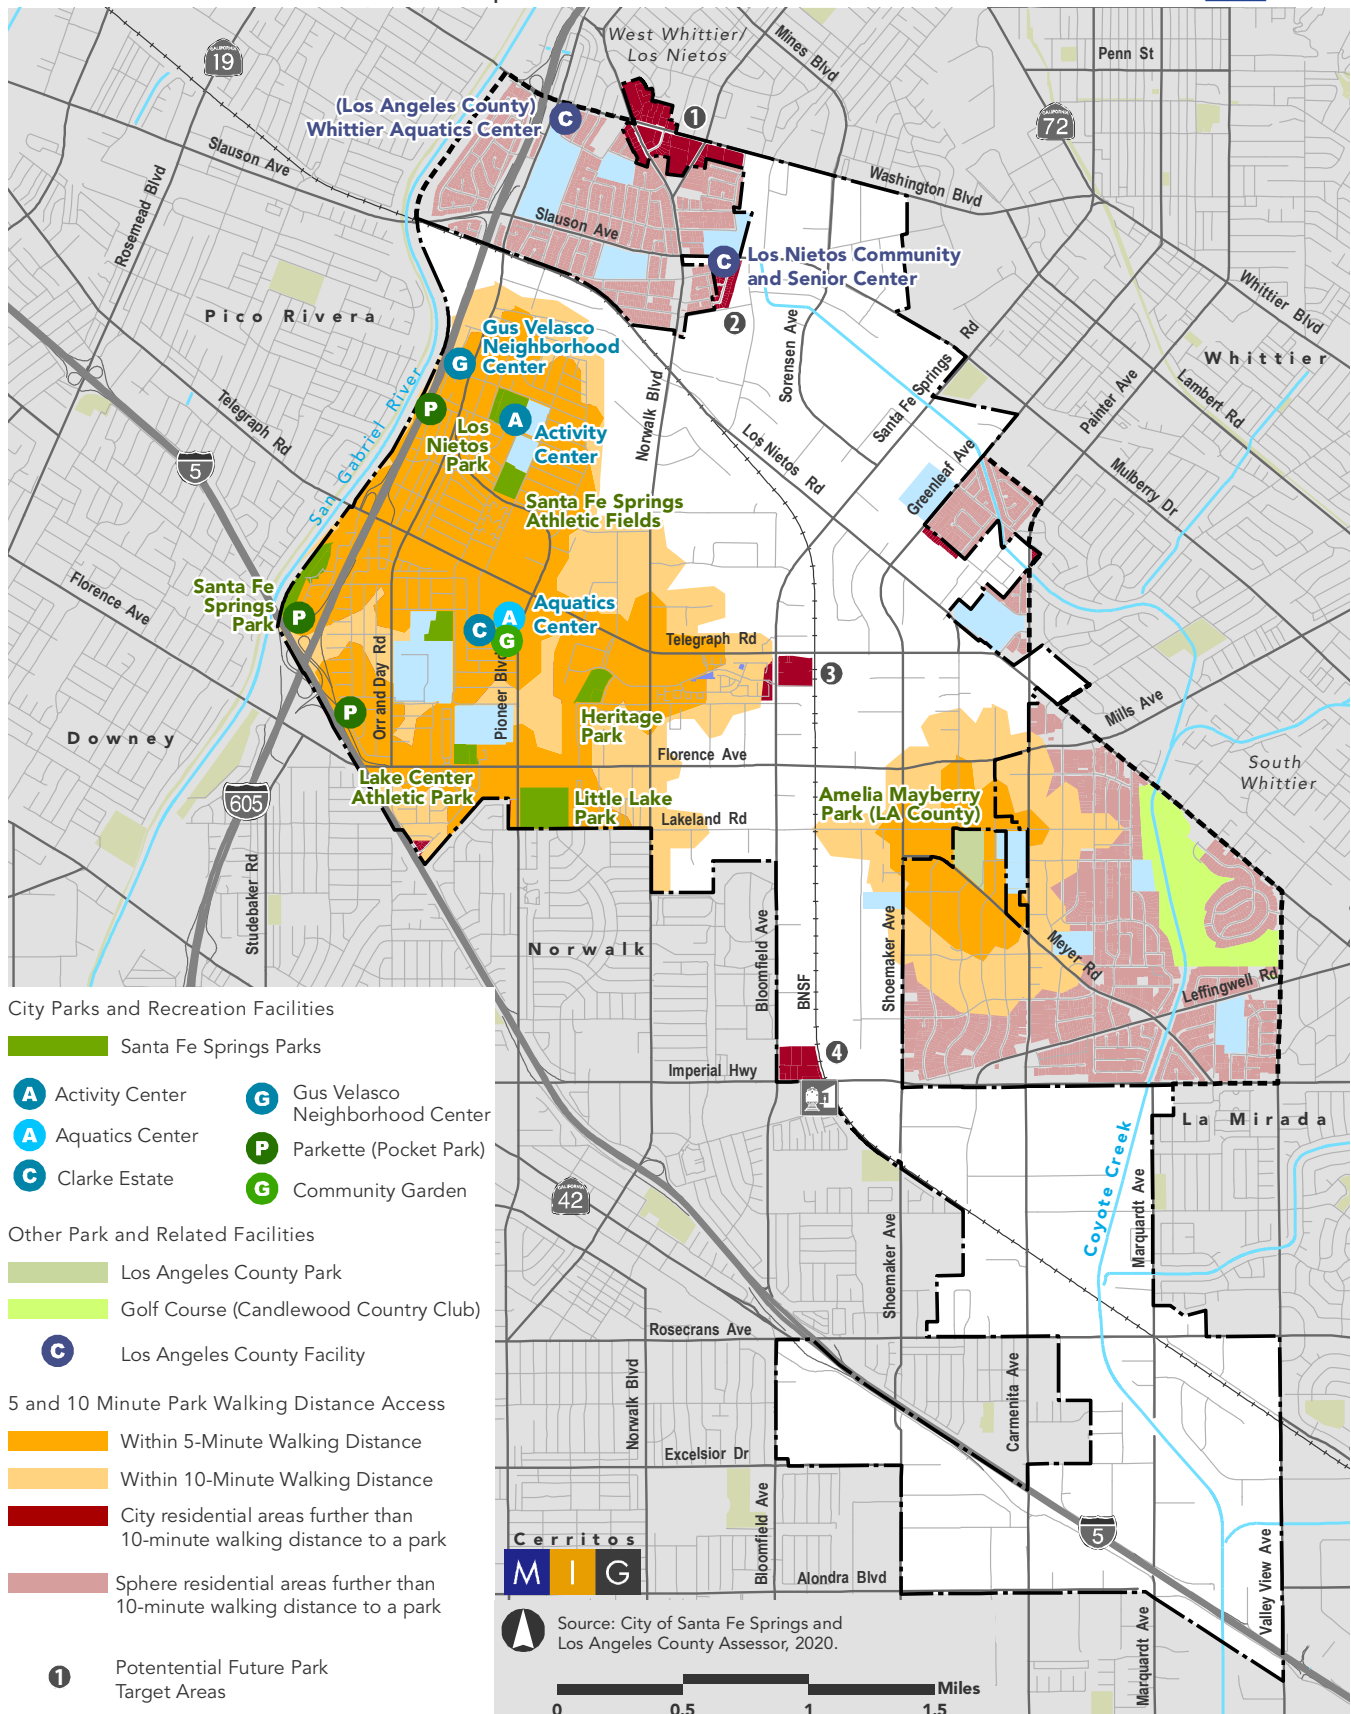 West Whittier/
Los Nietos
Mines Blvd
Penn St
CALIFORNIA
19
CALIFORNIA
72
(Los Angeles County)
Whittier Aquatics Center
C
1
Slauson Ave
Rosemead Blvd
Washington Blvd
Slauson Ave
C
Los Nietos Community
and Senior Center
Whittier Blvd
Pico Rivera
2
Sorensen Ave
Santa Fe Springs Rd
Whittier
Gus Velasco
Neighborhood
Center
G
P
A
Los
Nietos
Park
Activity
Center
Norwalk Blvd
Los Nietos Rd
Painter Ave
Lambert Rd
Mulberry Dr
Greenleaf Ave
Telegraph Rd
5
San Gabriel River
Santa Fe Springs
Athletic Fields
Florence Ave
Santa Fe
Springs
Park
P
Aquatics
Center
A
C
G
Telegraph Rd
3
Orr and Day Rd
Pioneer Blvd
P
Heritage
Park
Mills Ave
Downey
Florence Ave
South
Whittier
Lake Center
Athletic Park
Little Lake
Park
Lakeland Rd
Amelia Mayberry
Park (LA County)
605
Studebaker Rd
Norwalk
Bloomfield Ave
BNSF
Shoemaker Ave
Meyer Rd
Leffingwell Rd
4
Imperial Hwy
La Mirada
City Parks and Recreation Facilities
Santa Fe Springs Parks
A Activity Center
G Gus Velasco
Neighborhood Center
A Aquatics Center
P Parkette (Pocket Park)
C Clarke Estate
G Community Garden
CALIFORNIA
42
Coyote Creek
Marquardt Ave
Shoemaker Ave
Other Park and Related Facilities
Los Angeles County Park
Golf Course (Candlewood Country Club)
C Los Angeles County Facility
Rosecrans Ave
Norwalk Blvd
Carmenita Ave
5 and 10 Minute Park Walking Distance Access
Within 5-Minute Walking Distance
Within 10-Minute Walking Distance
City residential areas further than
10-minute walking distance to a park
Sphere residential areas further than
10-minute walking distance to a park
1 Potentential Future Park
Target Areas
Excelsior Dr
Bloomfield Ave
5
Cerritos
M I G
Alondra Blvd
Valley View Ave
Marquardt Ave
Source: City of Santa Fe Springs and
Los Angeles County Assessor, 2020.
Miles
0 0.5 1 1.5